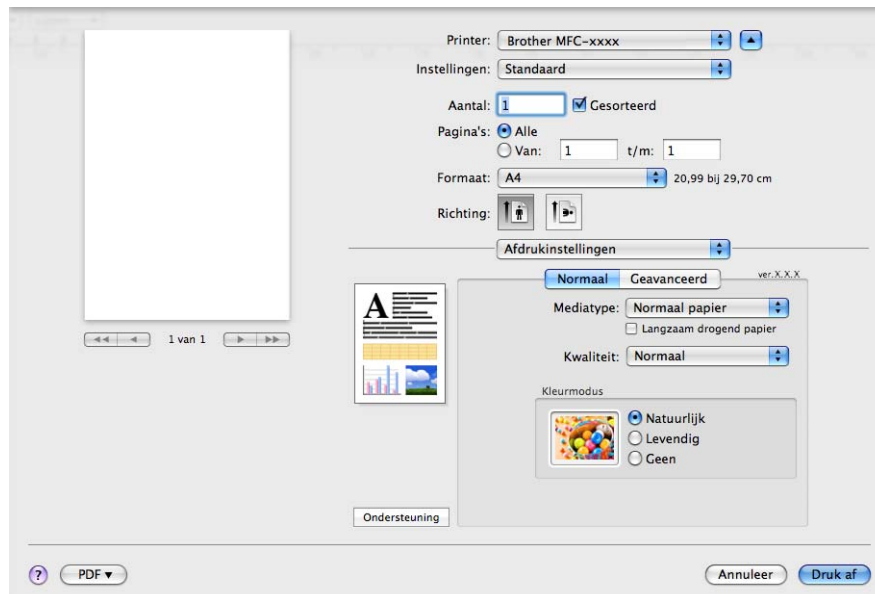 Printer: Brother MFC-xxxx
Instellingen: Standaard
Aantal: 1 Gesorteerd
Pagina's: Alle
Van: 1 t/m: 1
Formaat: A4 20,99 bij 29,70 cm
Richting:
Afdrukinstellingen
Normaal Geavanceerd ver.X.X.X
A
Mediatype: Normaal papier
Langzaam drogend papier
1 van 1
Kwaliteit: Normaal
Kleurmodus
Natuurlijk
Levendig
Geen
Ondersteuning
? PDF▼ Annuleer Druk af